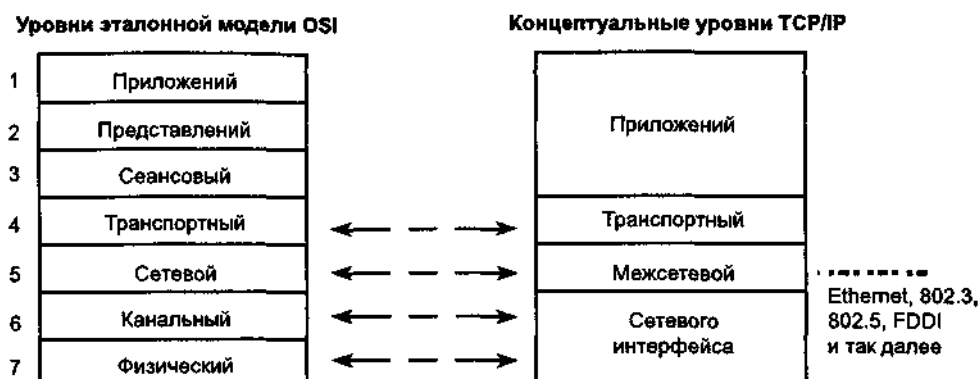 Уровни эталонной модели OSI
Концептуальные уровни TCP/IP
1 Приложений
2 Представлений
3 Сеансовый
4 Транспортный
5 Сетевой
6 Канальный
7 Физический
Приложений
Транспортный
Межсетевой
Сетевого
интерфейса
Ethernet, 802.3,
802.5, FDDI
и так далее